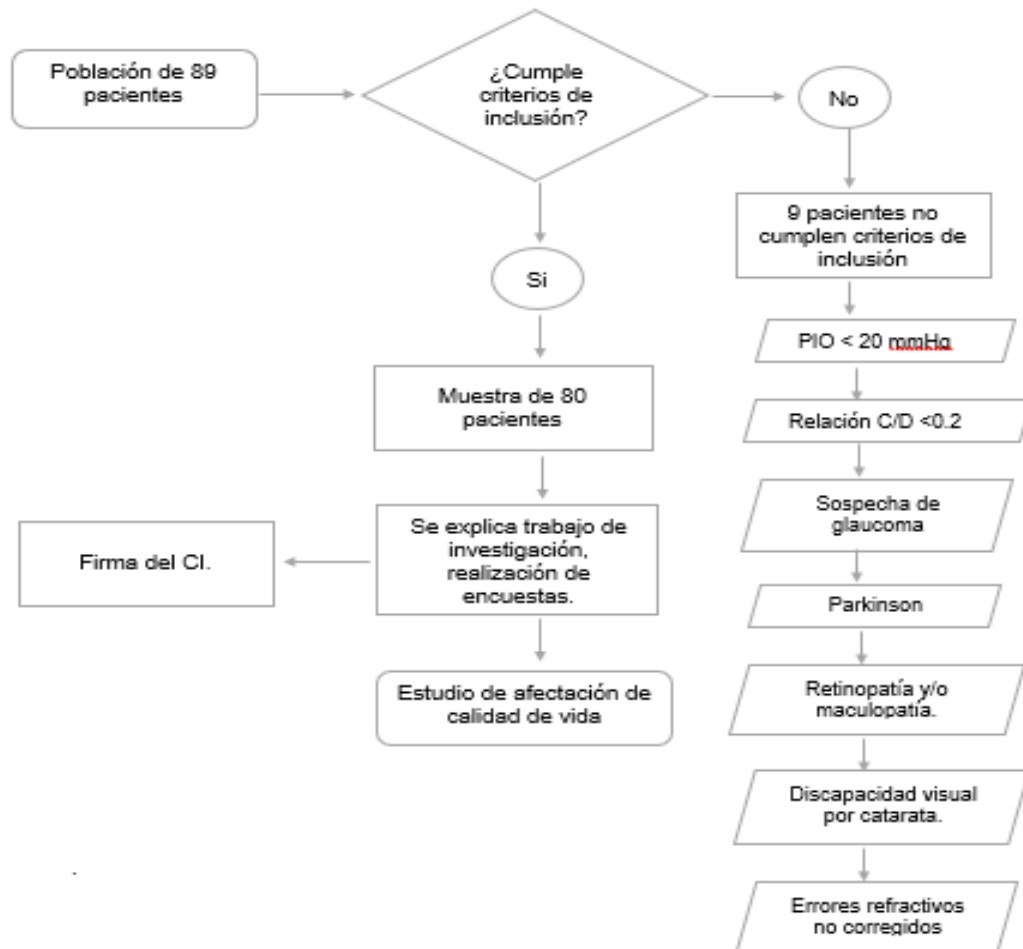 Población de 89
pacientes
¿Cumple
criterios de
inclusión?
No
9 pacientes no
cumplen criterios de
inclusión
Si
PIO < 20 mmHg
Muestra de 80
pacientes
Relación C/D <0.2
Sospecha de
glaucoma
Se explica trabajo de
investigación,
realización de
encuestas.
Firma del CI.
Parkinson
Estudio de afectación de
calidad de vida
Retinopatía y/o
maculopatía.
Discapacidad visual
por catarata.
Errores refractivos
no corregidos
.